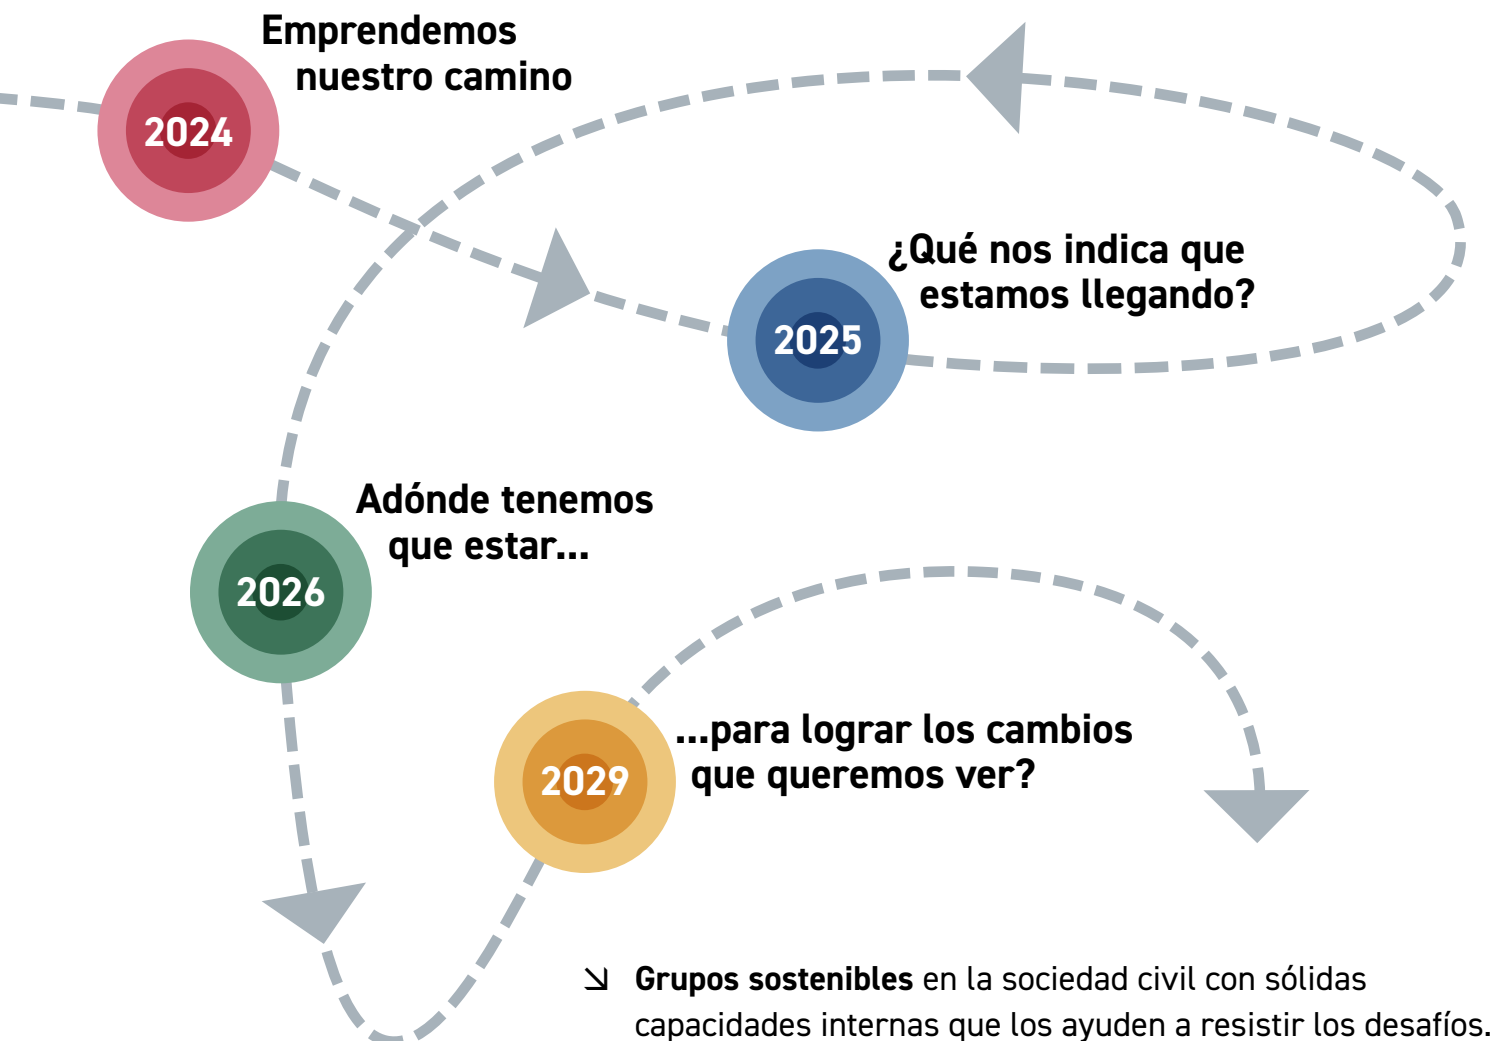 Emprendemos
nuestro camino
2024
¿Qué nos indica que
estamos llegando?
2025
Adónde tenemos
que estar...
2026
...para lograr los cambios
que queremos ver?
2029
Grupos sostenibles en la sociedad civil con sólidas
capacidades internas que los ayuden a resistir los desafíos.